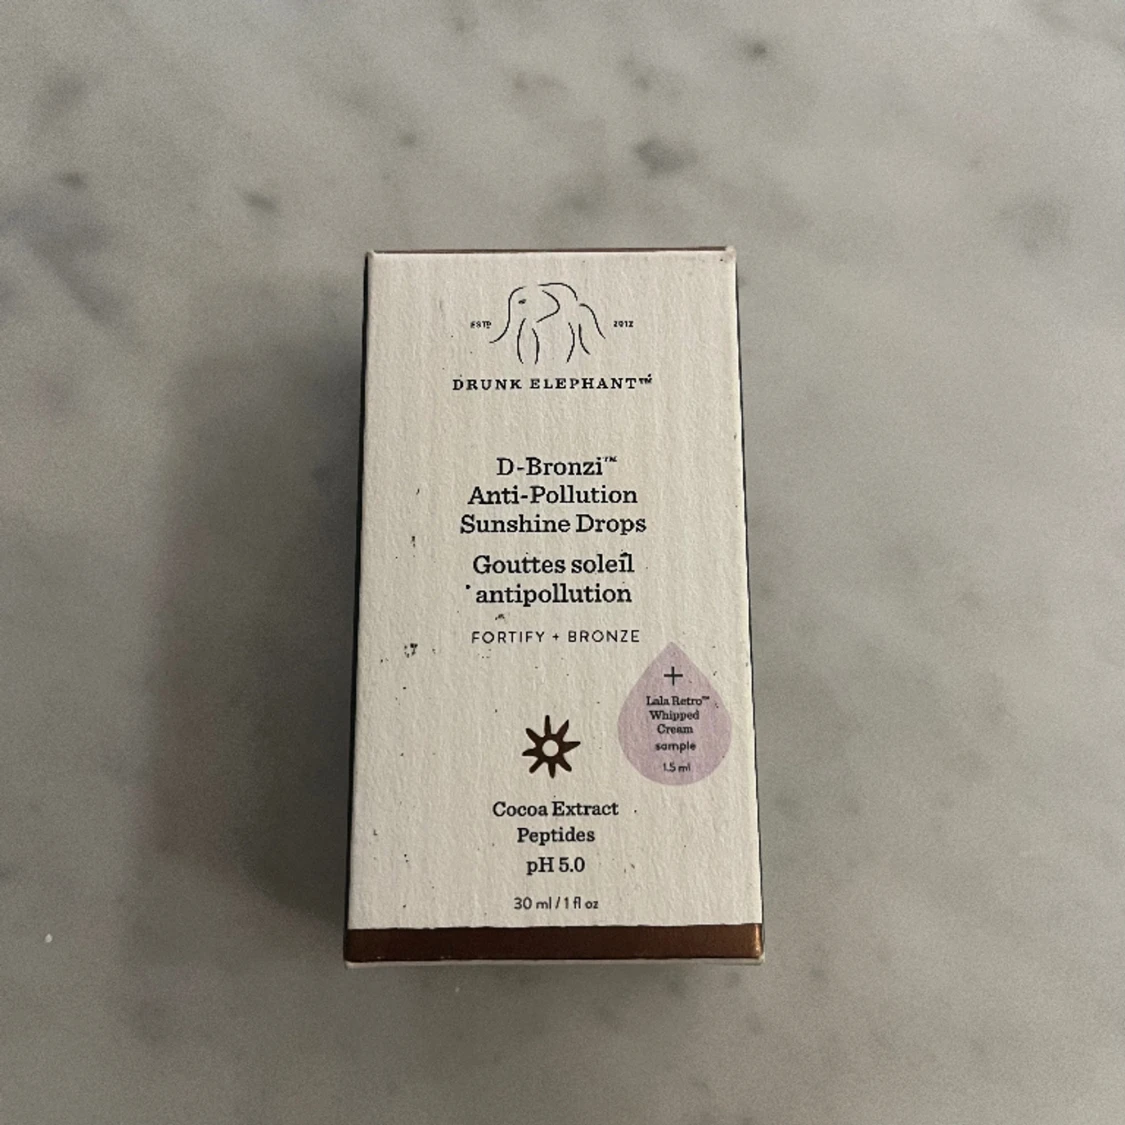 ESTD 2012
DRUNK ELEPHANT™
D-Bronzi™
Anti-Pollution
Sunshine Drops
Gouttes soleil
antipollution
FORTIFY + BRONZE
+
Lala Retro™
Whipped
Cream
sample
1.5 ml
Cocoa Extract
Peptides
pH 5.0
30 ml / 1 fl oz